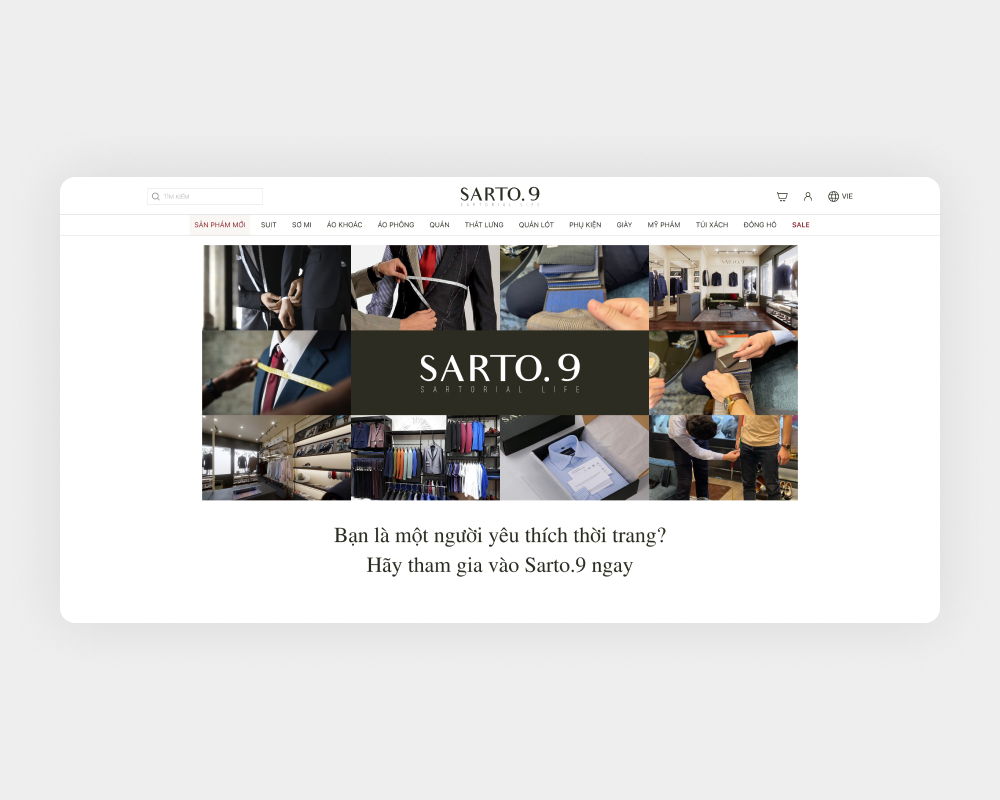 TÌM KIẾM
SARTO. 9
SARTORIAL LIFE
VIE
SẢN PHẨM MỚI SUIT SƠ MI ÁO KHOÁC ÁO PHÔNG QUẦN THẮT LƯNG QUẦN LÓT PHỤ KIỆN GIÀY MỸ PHẨM TÚI XÁCH ĐỒNG HỒ SALE
SARTO.9
SARTO. 9
SARTORIAL LIFE
Bạn là một người yêu thích thời trang?
Hãy tham gia vào Sarto.9 ngay